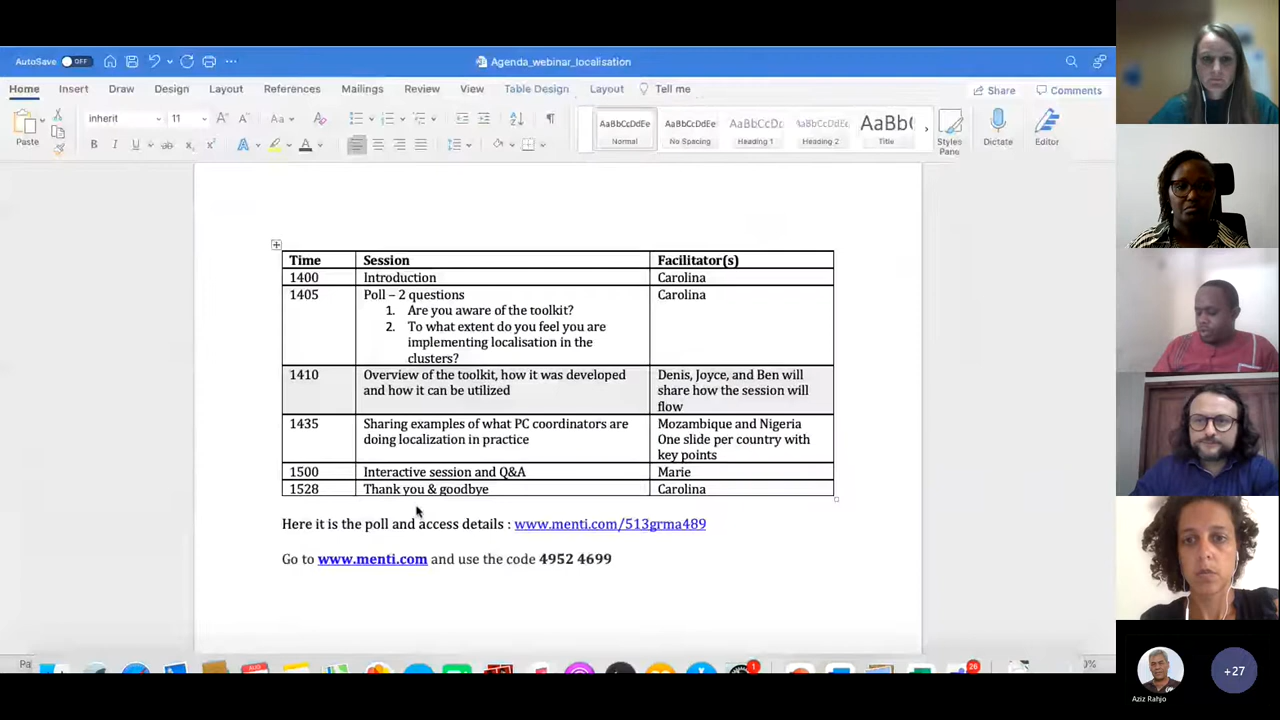 AutoSave OFF
Agenda_webinar_localisation
Home Insert Draw Design Layout References Mailings Review View Table Design Layout Tell me Share Comments
inherit 11
Paste
AaBbCcDdEe AaBbCcDdEe AaBbCcDc AaBbCcDdEe AaBb(
Normal No Spacing Heading 1 Heading 2 Title
Styles Pane
Dictate Editor
Time Session Facilitator(s)
1400 Introduction Carolina
1405 Poll – 2 questions Carolina
1. Are you aware of the toolkit?
2. To what extent do you feel you are
implementing localisation in the
clusters?
1410 Overview of the toolkit, how it was developed Denis, Joyce, and Ben will
and how it can be utilized share how the session will
flow
1435 Sharing examples of what PC coordinators are Mozambique and Nigeria
doing localization in practice One slide per country with
key points
1500 Interactive session and Q&A Marie
1528 Thank you & goodbye Carolina
Here it is the poll and access details : www.menti.com/513grma489
Go to www.menti.com and use the code 4952 4699
Pa
1
26
+27
Aziz Rahjo